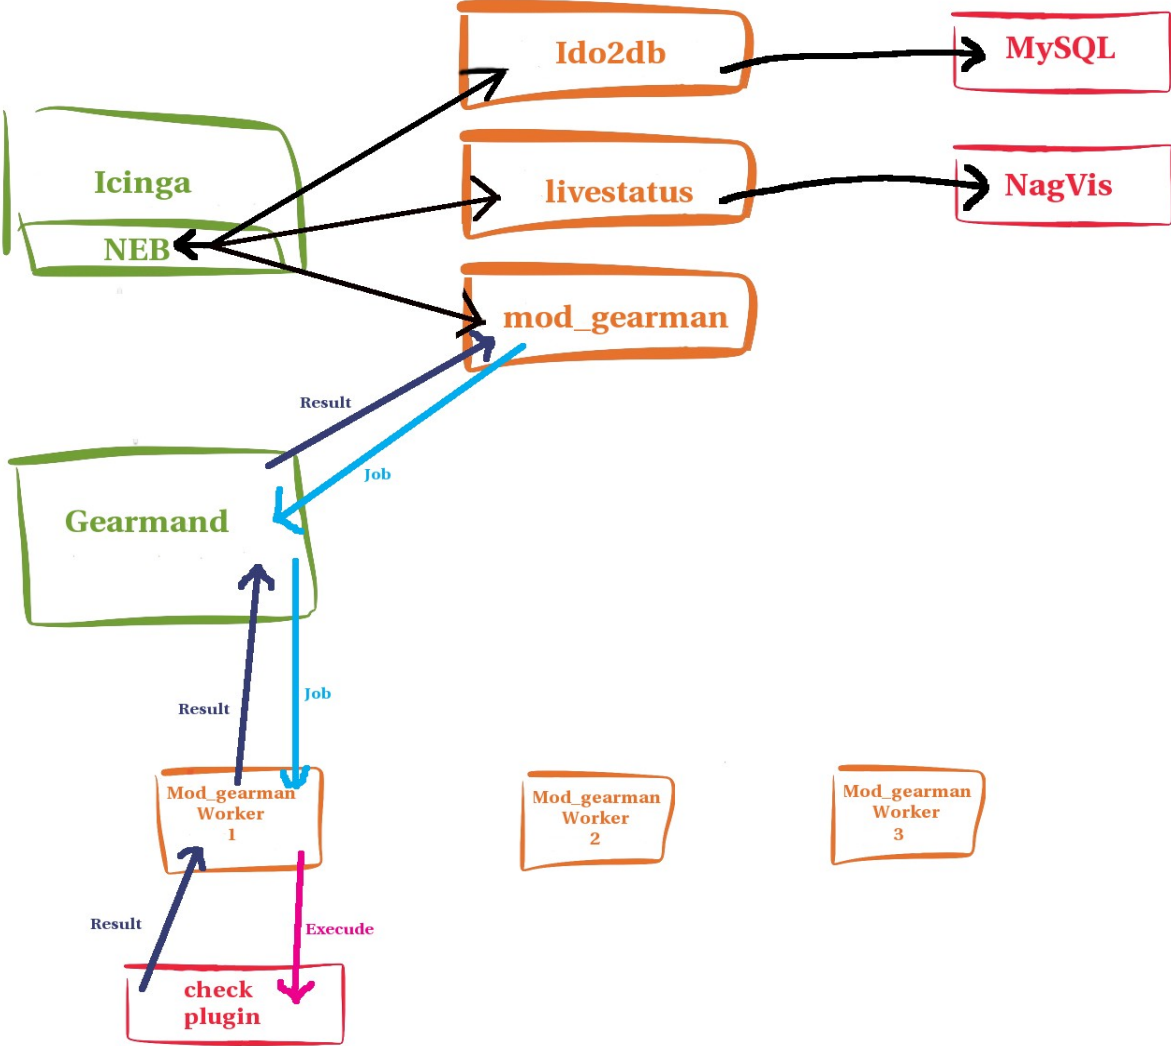 Ido2db
MySQL
Icinga
livestatus
NagVis
NEB
mod_gearman
Result
Job
Gearmand
Result
Job
Mod_gearman
Worker
1
Mod_gearman
Worker
2
Mod_gearman
Worker
3
Result
Execude
check
plugin